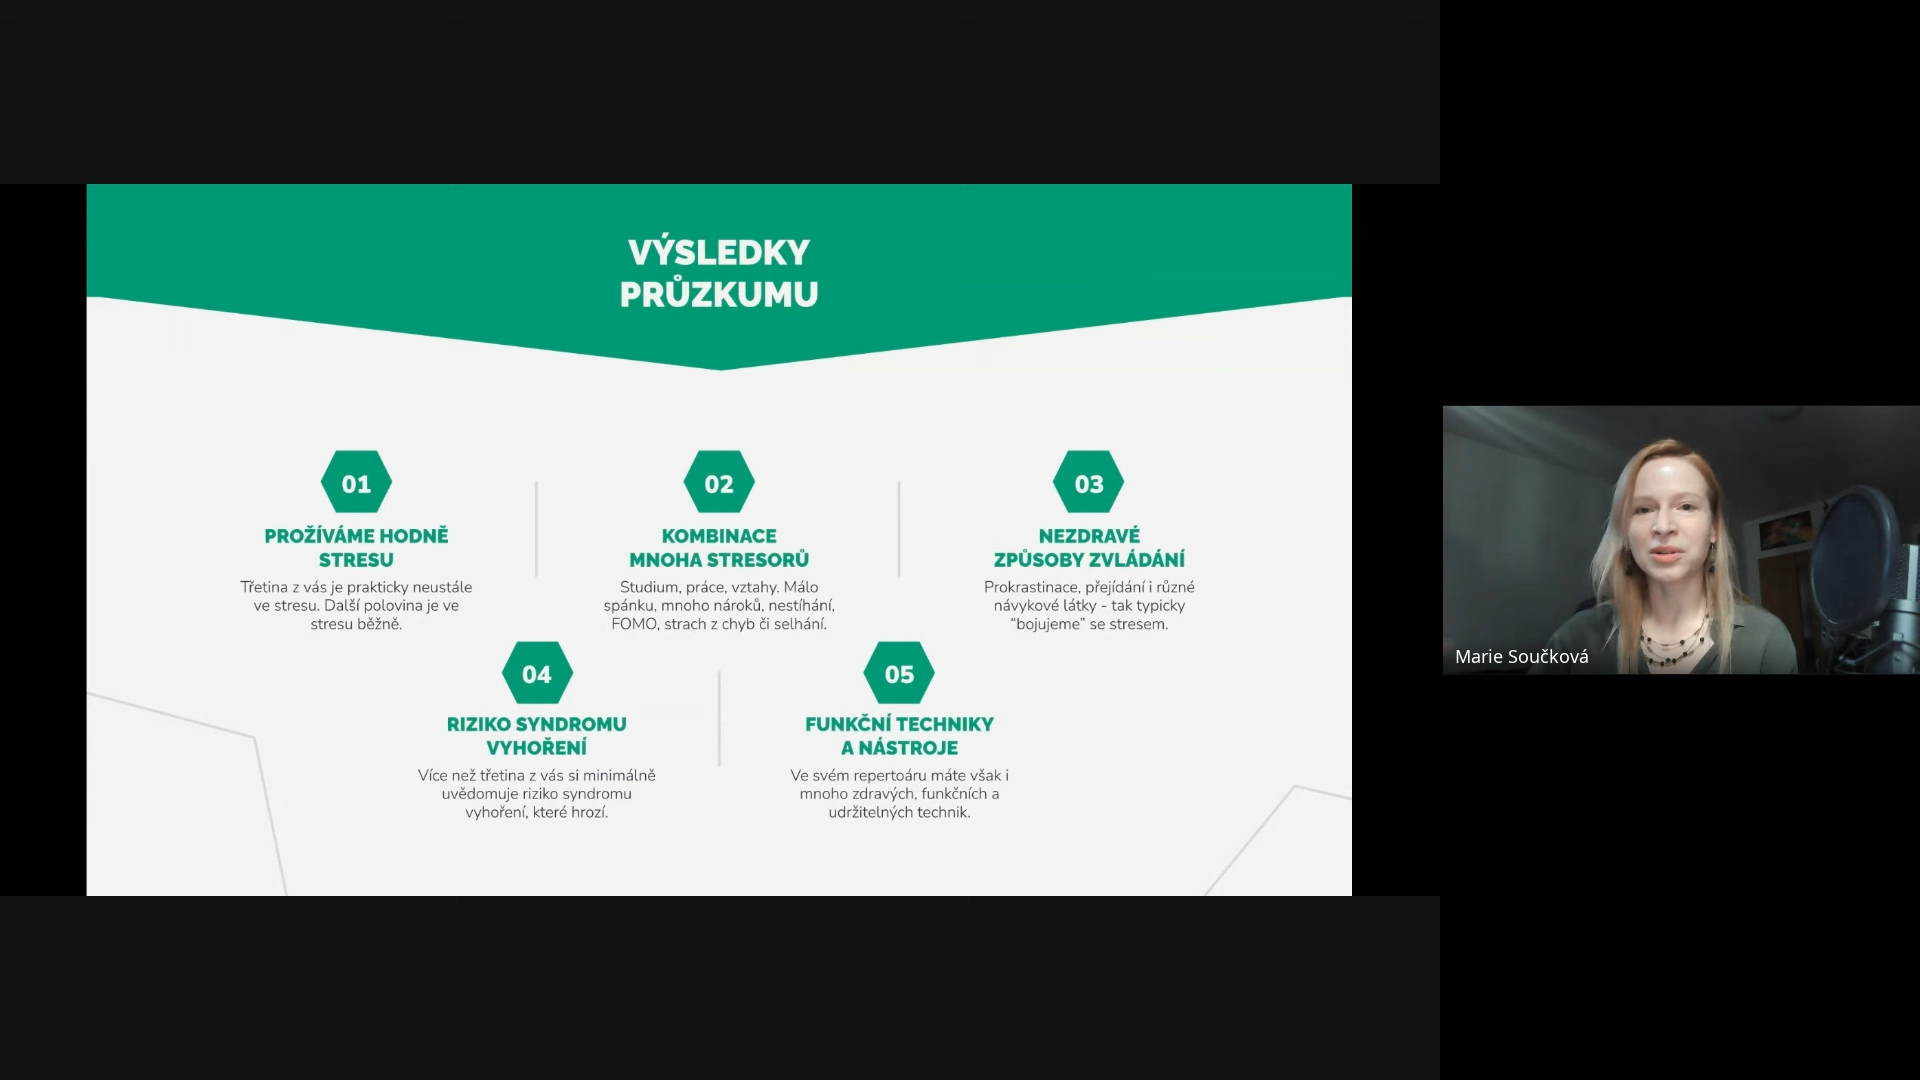 VÝSLEDKY
PRŮZKUMU
01
PROŽÍVÁME HODNĚ
STRESU
Třetina z vás je prakticky neustále
ve stresu. Další polovina je ve
stresu běžně.
02
KOMBINACE
MNOHA STRESORŮ
Studium, práce, vztahy. Málo
spánku, mnoho nároků, nestíhání,
FOMO, strach z chyb či selhání.
03
NEZDRAVÉ
ZPŮSOBY ZVLÁDÁNÍ
Prokrastinace, přejídání i různé
návykové látky - tak typicky
“bojujeme” se stresem.
04
RIZIKO SYNDROMU
VYHOŘENÍ
Více než třetina z vás si minimálně
uvědomuje riziko syndromu
vyhoření, které hrozí.
05
FUNKČNÍ TECHNIKY
A NÁSTROJE
Ve svém repertoáru máte však i
mnoho zdravých, funkčních a
udržitelných technik.
Marie Součková